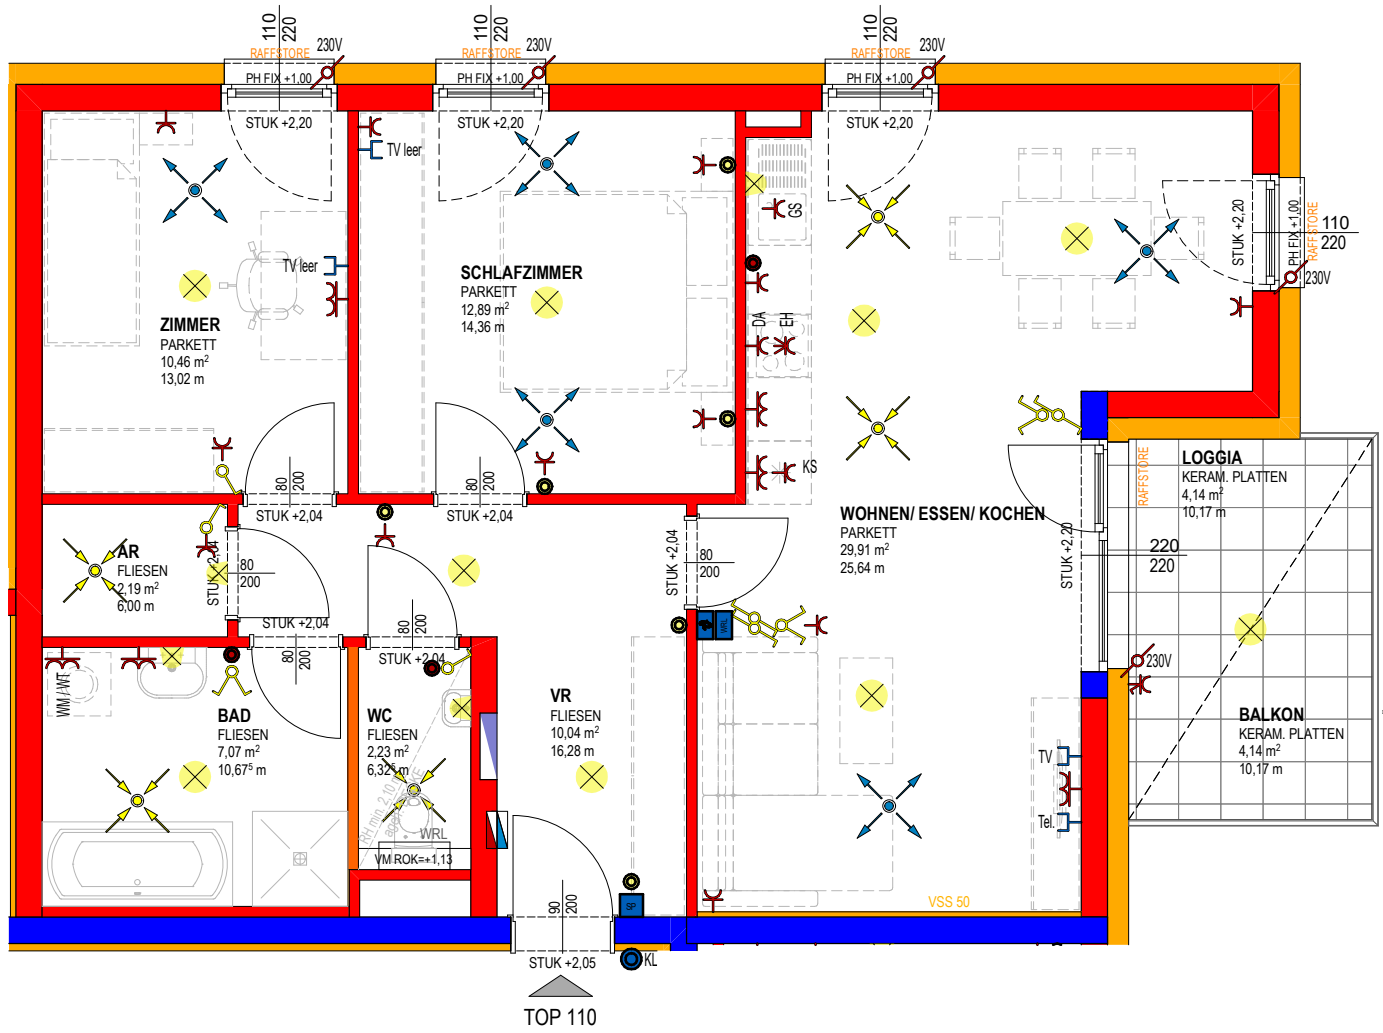 110
220
RAFFSTORE
230V
PH FIX +1,00
STUK +2,20
110
220
RAFFSTORE
230V
PH FIX +1,00
STUK +2,20
110
220
RAFFSTORE
230V
PH FIX +1,00
STUK +2,20
TV leer
TV leer
GS
DA
EH
KS
STUK +2,20
PH FIX +1,00
RAFFSTORE
110
220
230V
ZIMMER
PARKETT
10,46 m²
13,02 m
SCHLAFZIMMER
PARKETT
12,89 m²
14,36 m
80
200
STUK +2,04
80
200
STUK +2,04
WOHNEN/ ESSEN/ KOCHEN
PARKETT
29,91 m²
25,64 m
RAFFSTORE
LOGGIA
KERAM. PLATTEN
4,14 m²
10,17 m
STUK +2,20
220
220
AR
FLIESEN
2,19 m²
6,00 m
STUK +2,04
80
200
STUK +2,04
80
200
80
200
STUK +2,04
STUK +2,04
80
200
WRL
230V
WM / WT
BAD
FLIESEN
7,07 m²
10,67⁵ m
WC
FLIESEN
2,23 m²
6,32⁵ m
RH min. 2,10 m
WRL
VM ROK=+1,13
VR
FLIESEN
10,04 m²
16,28 m
BALKON
KERAM. PLATTEN
4,14 m²
10,17 m
TV
Tel.
VSS 50
90
200
SP
STUK +2,05
KL
TOP 110